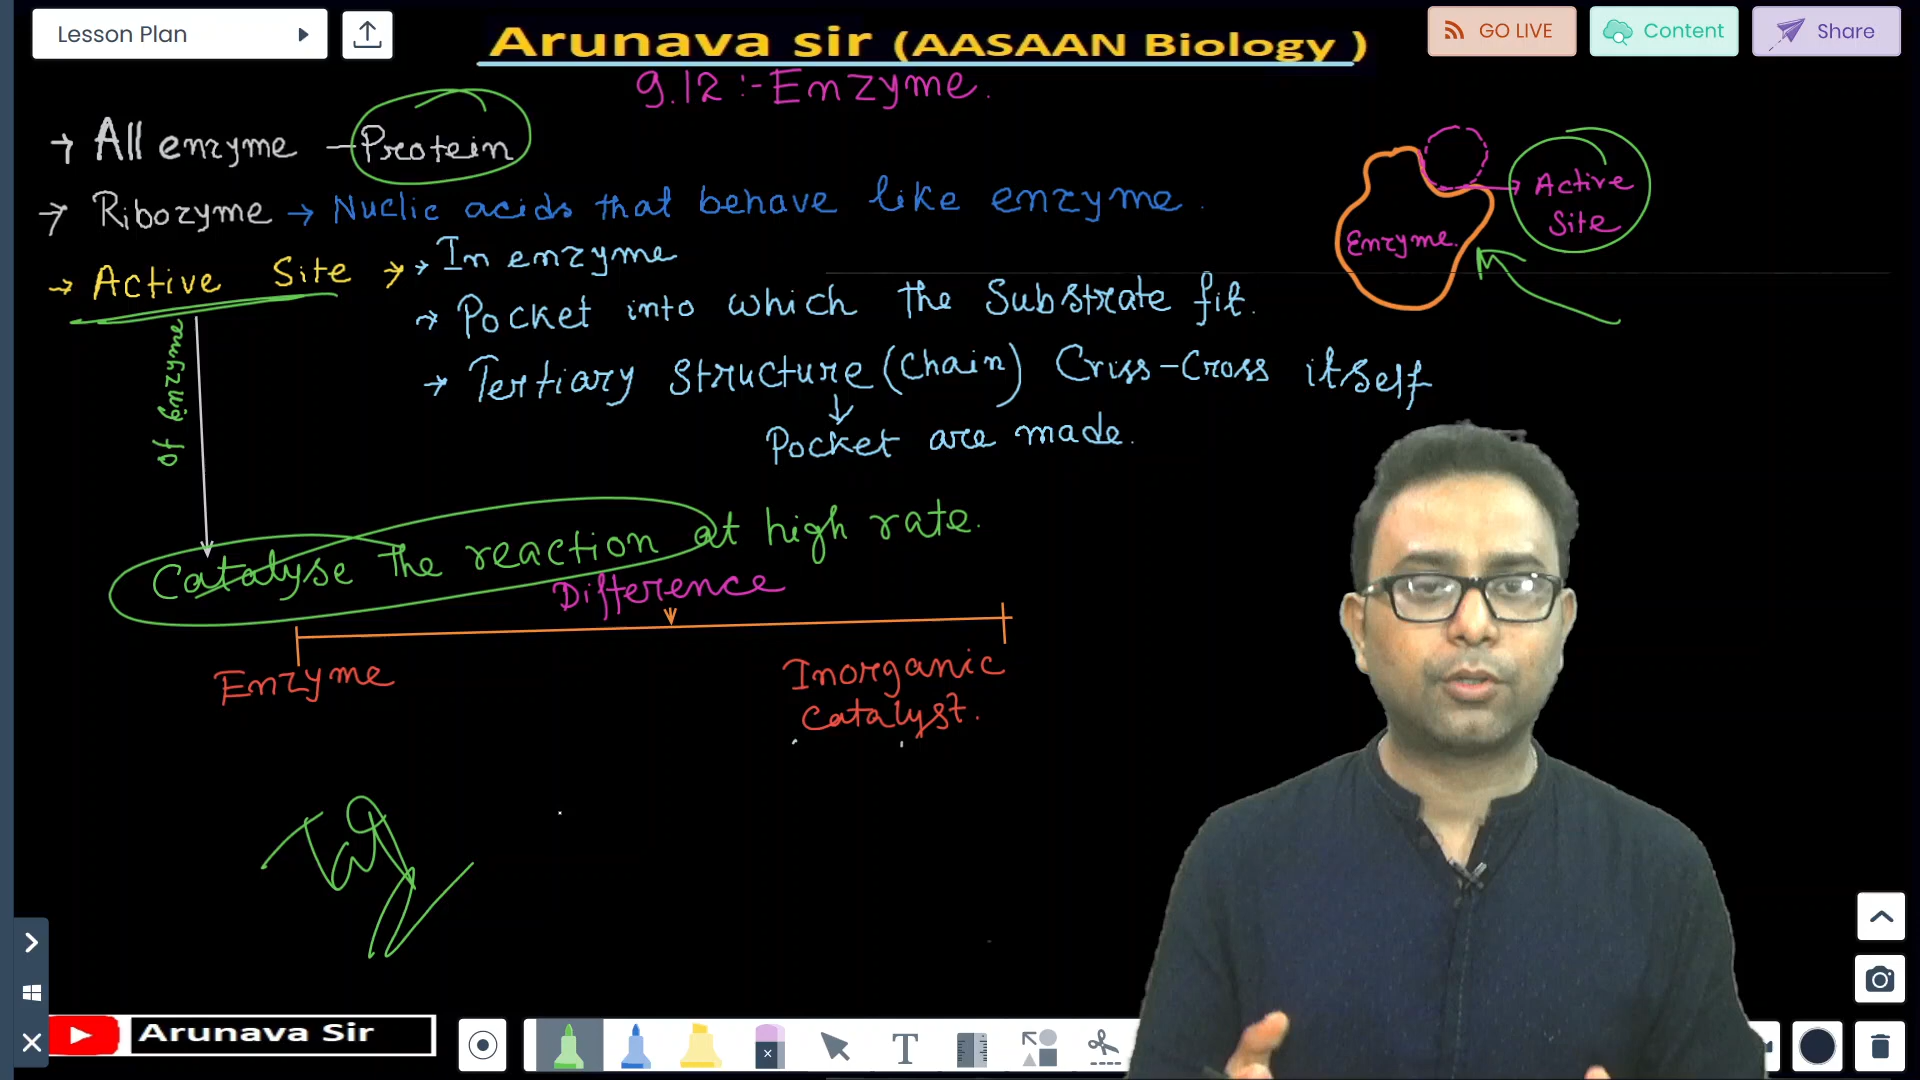 Lesson Plan
GO LIVE
Content
Share
Arunava sir (AASAAN Biology )
9.12 :- Enzyme.
→ All enzyme - Protein
→ Ribozyme → Nuclic acids that behave like enzyme.
→ Active Site → → In enzyme
→ Pocket into which the Substrate fit.
→ Tertiary Structure (Chain) Criss-Cross itself
↓
Pocket are made.
of Enzyme
Enzyme.
Active
Site
Catalyse the reaction at high rate.
Difference
Enzyme
Inorganic
Catalyst.
Taq
Arunava Sir
T